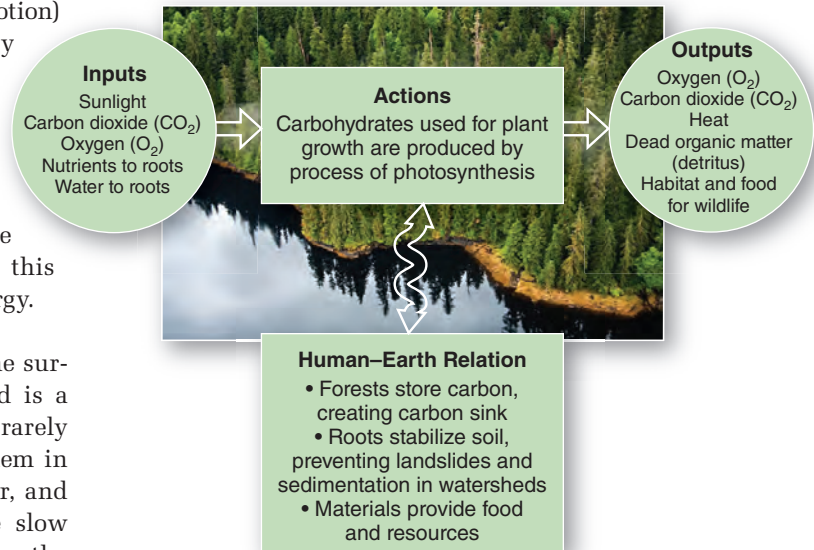 otion)
y
e
this
rgy.
e sur-
d is a
rarely
em in
r, and
slow
Inputs
Sunlight
Carbon dioxide (CO₂)
Oxygen (O₂)
Nutrients to roots
Water to roots
Actions
Carbohydrates used for plant
growth are produced by
process of photosynthesis
Outputs
Oxygen (O₂)
Carbon dioxide (CO₂)
Heat
Dead organic matter
(detritus)
Habitat and food
for wildlife
Human–Earth Relation
• Forests store carbon,
creating carbon sink
• Roots stabilize soil,
preventing landslides and
sedimentation in watersheds
• Materials provide food
and resources